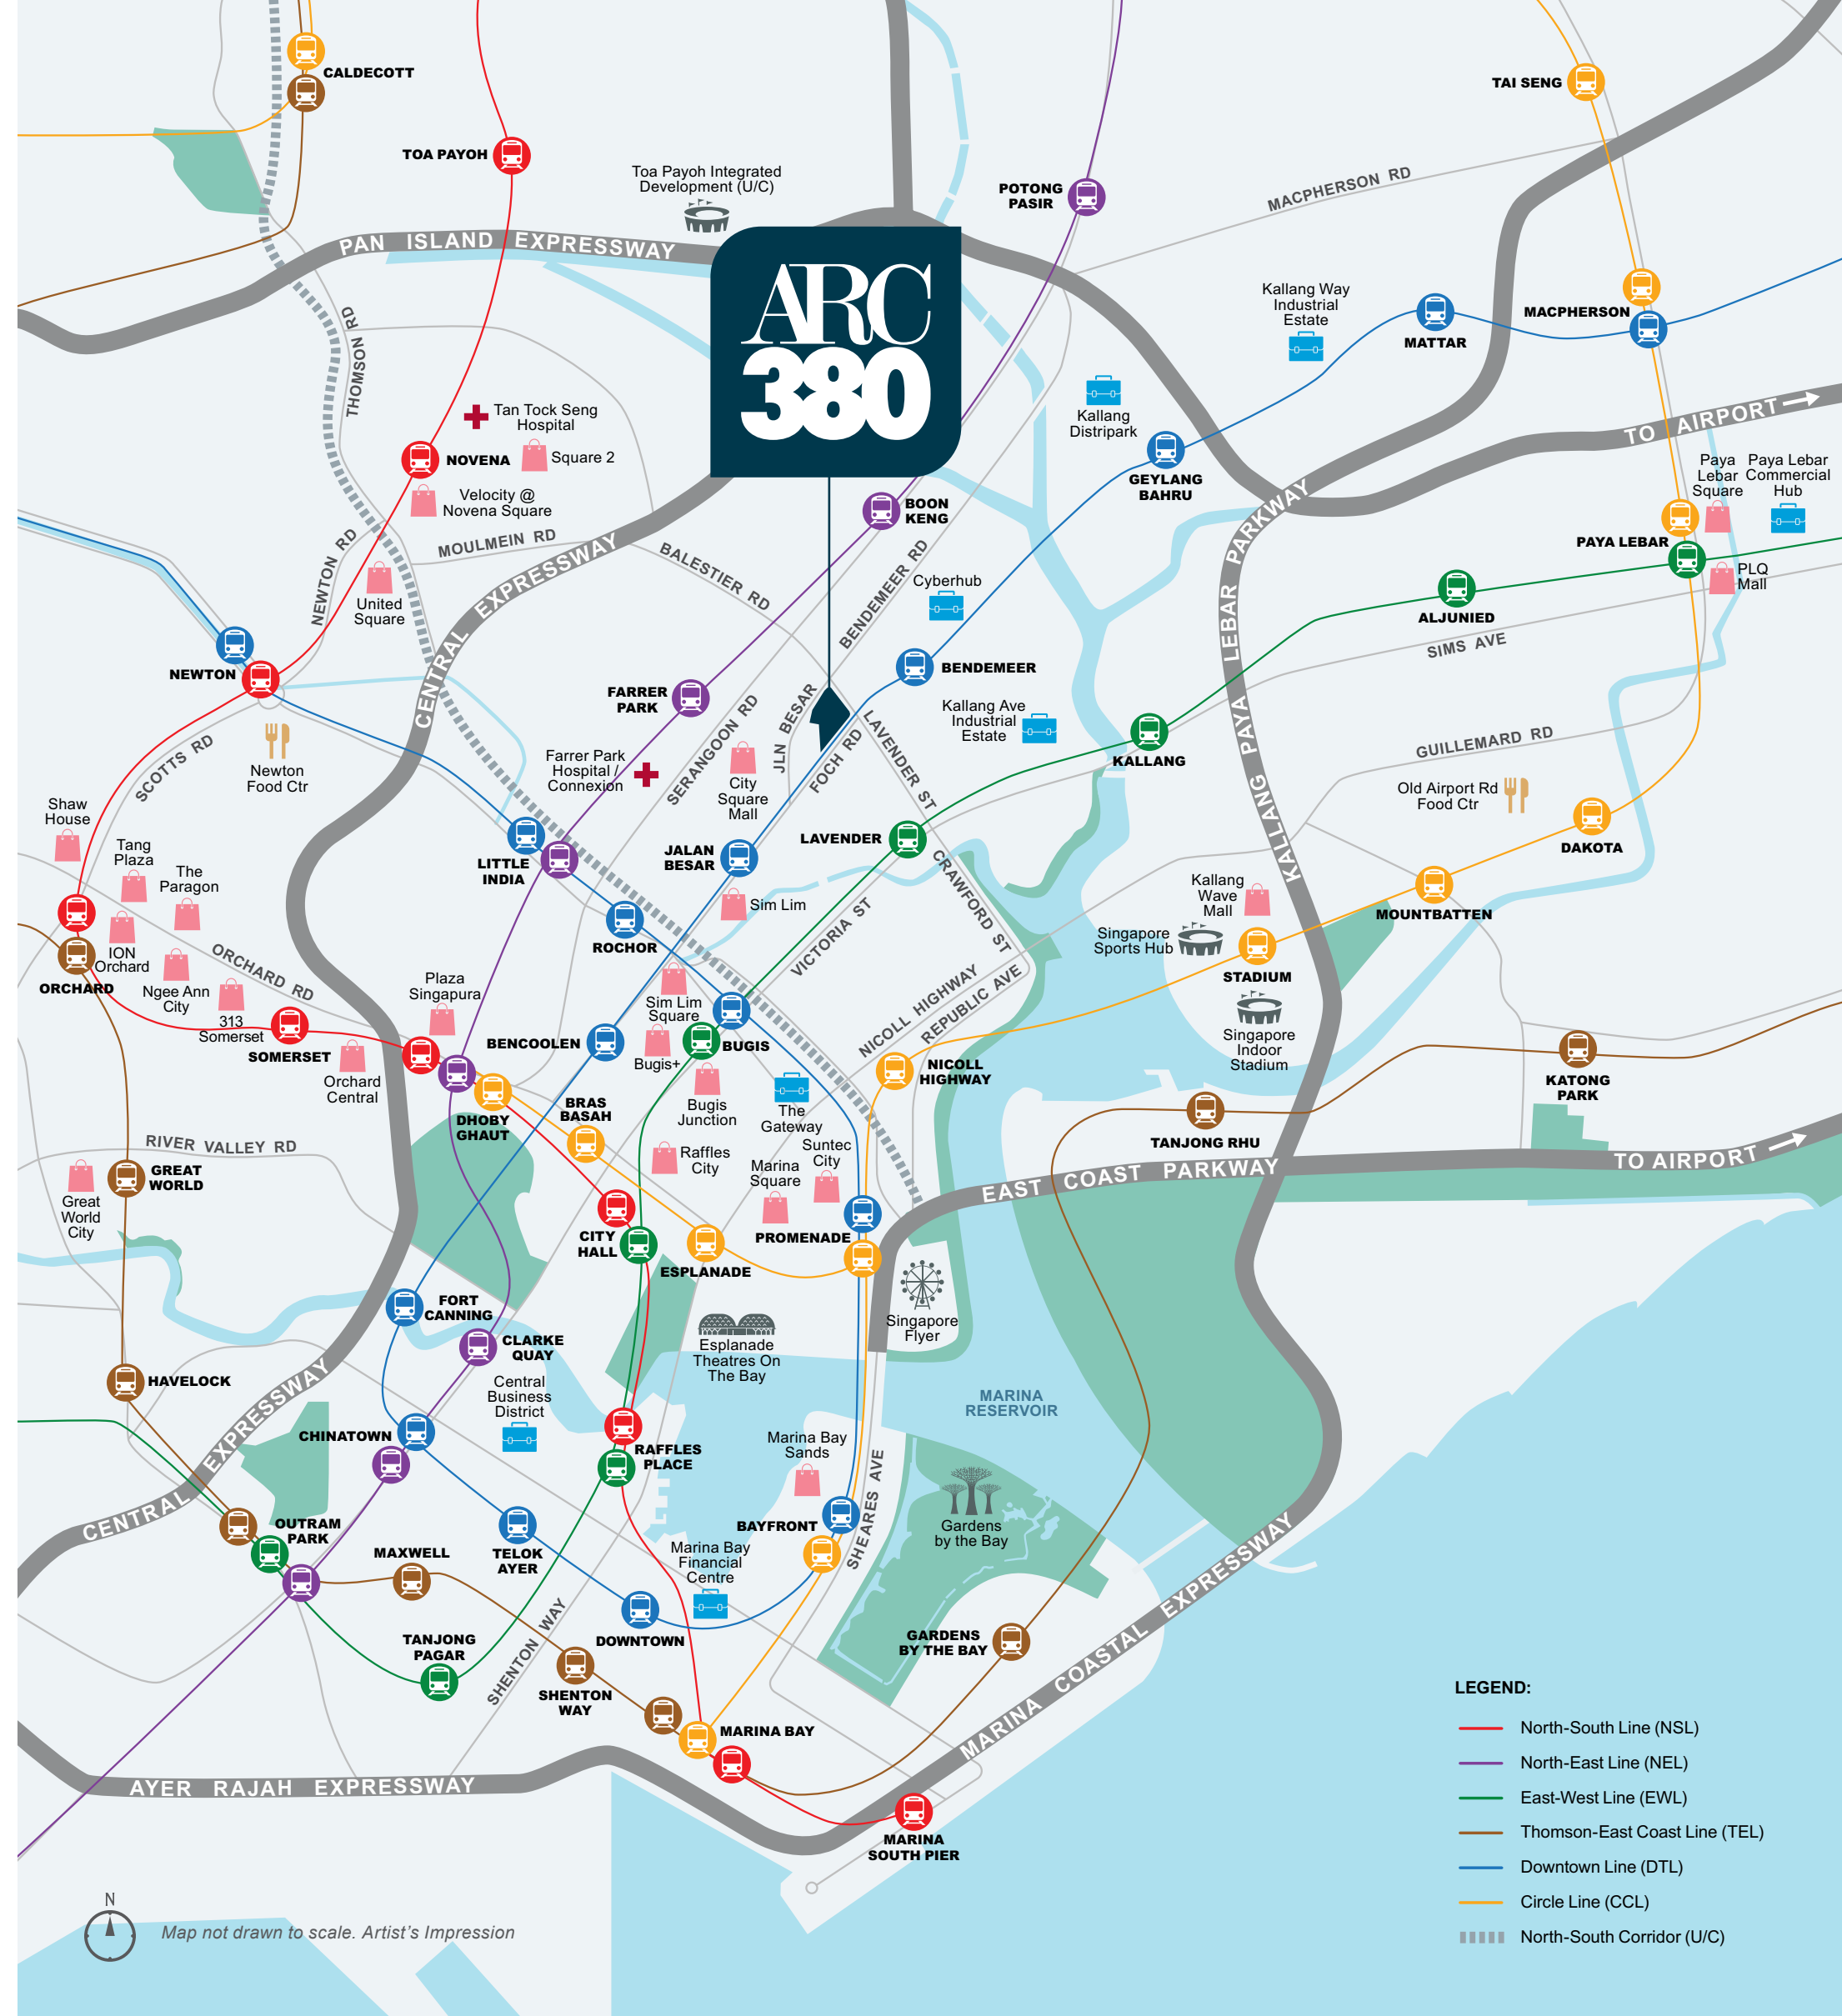 CALDECOTT
TAI SENG
TOA PAYOH
Toa Payoh Integrated
Development (U/C)
POTONG
PASIR
MACPHERSON RD
PAN ISLAND EXPRESSWAY
ARC
380
THOMSON RD
Kallang Way
Industrial
Estate
MACPHERSON
MATTAR
Tan Tock Seng
Hospital
Kallang
Distripark
TO AIRPORT
NOVENA
Square 2
Velocity @
Novena Square
GEYLANG
BAHRU
Paya
Lebar
Square
Paya Lebar
Commercial
Hub
BOON
KENG
NEWTON RD
MOULMEIN RD
CENTRAL EXPRESSWAY
BALESTIER RD
BENDEMEER RD
KALLANG PAYA LEBAR PARKWAY
PAYA LEBAR
PLQ
Mall
United
Square
Cyberhub
ALJUNIED
SIMS AVE
NEWTON
BENDEMEER
FARRER
PARK
SERANGOON RD
JLN BESAR
FOCH RD
LAVENDER ST
Kallang Ave
Industrial
Estate
SCOTTS RD
Newton
Food Ctr
Farrer Park
Hospital /
Connexion
City
Square
Mall
KALLANG
GUILLEMARD RD
Old Airport Rd
Food Ctr
Shaw
House
Tang
Plaza
The
Paragon
LITTLE
INDIA
JALAN
BESAR
LAVENDER
CRAWFORD ST
DAKOTA
Kallang
Wave
Mall
MOUNTBATTEN
Sim Lim
ROCHOR
VICTORIA ST
Singapore
Sports Hub
STADIUM
ION
Orchard
ORCHARD
ORCHARD RD
Ngee Ann
City
313
Somerset
SOMERSET
Plaza
Singapura
Orchard
Central
Sim Lim
Square
BENCOOLEN
Bugis+
BUGIS
NICOLL HIGHWAY
REPUBLIC AVE
Singapore
Indoor
Stadium
NICOLL
HIGHWAY
KATONG
PARK
Bugis
Junction
The
Gateway
BRAS
BASAH
DHOBY
GHAUT
TANJONG RHU
RIVER VALLEY RD
Raffles
City
Marina
Square
Suntec
City
EAST COAST PARKWAY
TO AIRPORT
GREAT
WORLD
Great
World
City
CITY
HALL
PROMENADE
ESPLANADE
Singapore
Flyer
FORT
CANNING
CLARKE
QUAY
Esplanade
Theatres On
The Bay
HAVELOCK
Central
Business
District
MARINA
RESERVOIR
CENTRAL EXPRESSWAY
CHINATOWN
RAFFLES
PLACE
Marina Bay
Sands
SHEARES AVE
OUTRAM
PARK
MAXWELL
TELOK
AYER
BAYFRONT
Gardens
by the Bay
Marina Bay
Financial
Centre
MARINA COASTAL EXPRESSWAY
TANJONG
PAGAR
SHENTON WAY
DOWNTOWN
GARDENS
BY THE BAY
SHENTON
WAY
MARINA BAY
AYER RAJAH EXPRESSWAY
MARINA
SOUTH PIER
LEGEND:
North-South Line (NSL)
North-East Line (NEL)
East-West Line (EWL)
Thomson-East Coast Line (TEL)
Downtown Line (DTL)
Circle Line (CCL)
North-South Corridor (U/C)
N
Map not drawn to scale. Artist's Impression